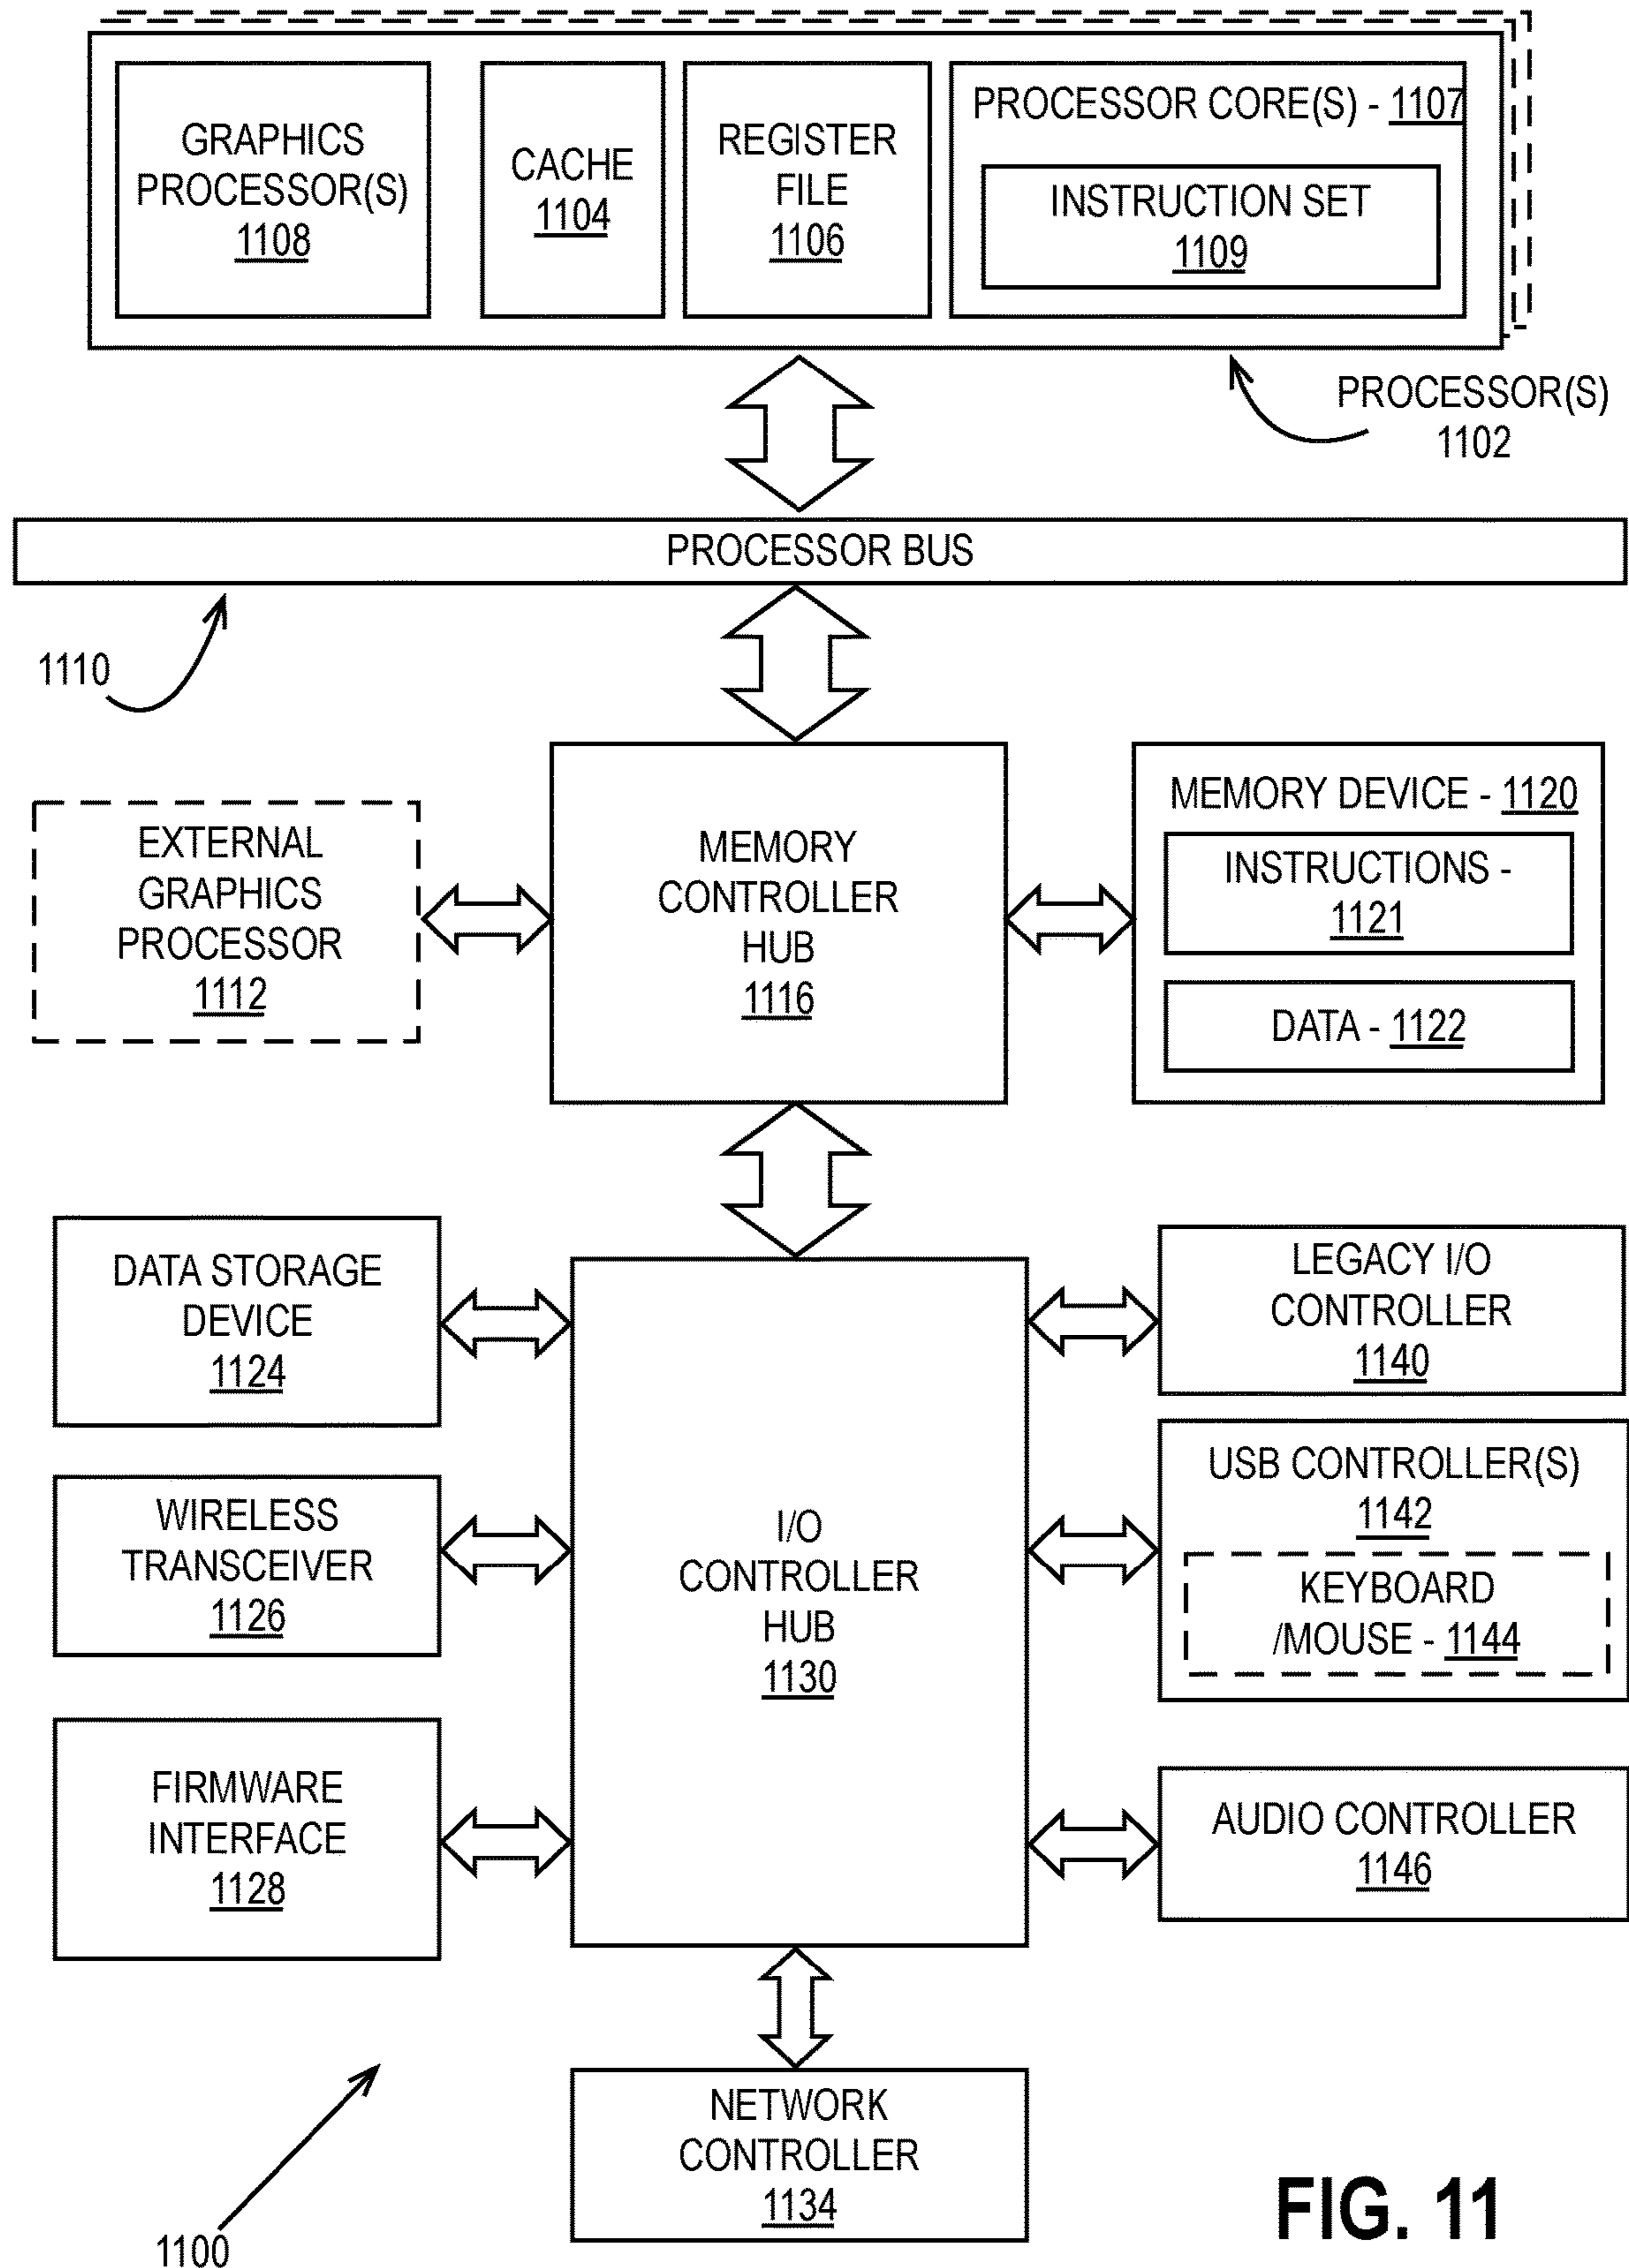 GRAPHICS
PROCESSOR(S)
1108
CACHE
1104
REGISTER
FILE
1106
PROCESSOR CORE(S) - 1107
INSTRUCTION SET
1109
PROCESSOR(S)
1102
PROCESSOR BUS
1110
EXTERNAL
GRAPHICS
PROCESSOR
1112
MEMORY
CONTROLLER
HUB
1116
MEMORY DEVICE - 1120
INSTRUCTIONS -
1121
DATA - 1122
DATA STORAGE
DEVICE
1124
WIRELESS
TRANSCEIVER
1126
FIRMWARE
INTERFACE
1128
I/O
CONTROLLER
HUB
1130
LEGACY I/O
CONTROLLER
1140
USB CONTROLLER(S)
1142
KEYBOARD
/MOUSE - 1144
AUDIO CONTROLLER
1146
NETWORK
CONTROLLER
1134
1100
FIG. 11